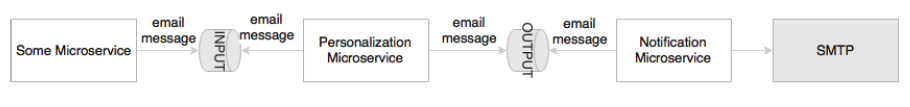 Some Microservice
email
message
INPUT
email
message
Personalization
Microservice
email
message
OUTPUT
email
message
Notification
Microservice
SMTP